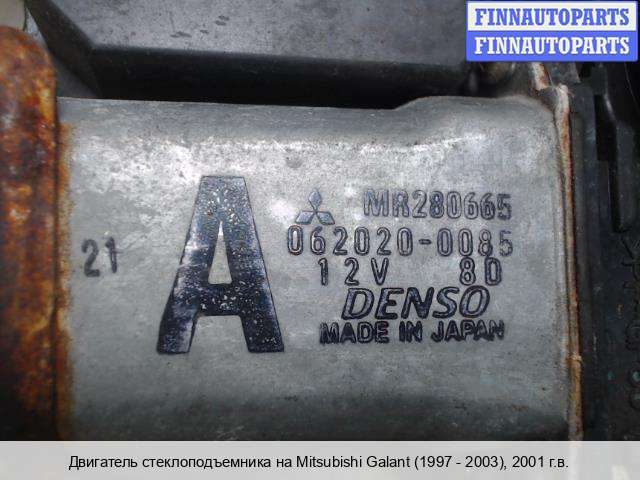 FINNAUTOPARTS
FINNAUTOPARTS
MR280665
21
A
062020-0085
12V 80
DENSO
MADE IN JAPAN
Двигатель стеклоподъемника на Mitsubishi Galant (1997 - 2003), 2001 г.в.